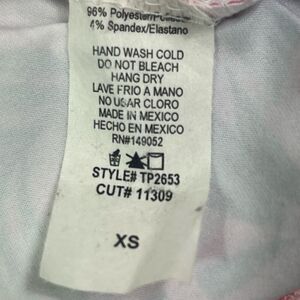 96% Polyester/Poliester
4% Spandex/Elastano
HAND WASH COLD
DO NOT BLEACH
HANG DRY
LAVE FRIO A MANO
NO USAR CLORO
MADE IN MEXICO
HECHO EN MEXICO
RN#149052
STYLE# TP2653
CUT# 11309
XS